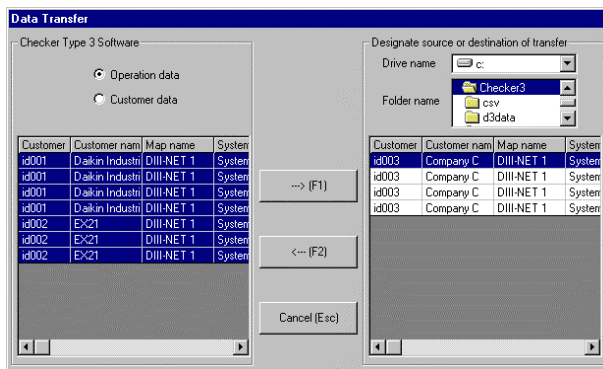 Data Transfer
Checker Type 3 Software
Operation data
Customer data
Customer Customer nam Map name System
id001 Daikin Industri DIII-NET 1 System
id001 Daikin Industri DIII-NET 1 System
id001 Daikin Industri DIII-NET 1 System
id001 Daikin Industri DIII-NET 1 System
id002 EX21 DIII-NET 1 System
id002 EX21 DIII-NET 1 System
id002 EX21 DIII-NET 1 System
---> (F1)
<--- (F2)
Cancel (Esc)
Designate source or destination of transfer
Drive name c:
Folder name
Checker3
csv
d3data
Customer Customer nam Map name System
id003 Company C DIII-NET 1 System
id003 Company C DIII-NET 1 System
id003 Company C DIII-NET 1 System
id003 Company C DIII-NET 1 System